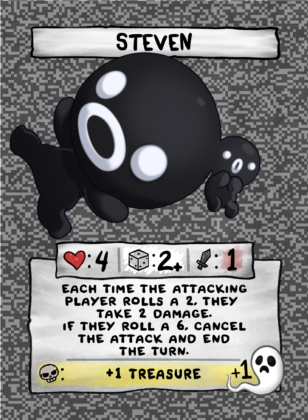 STEVEN
:4 :2+ :1
EACH TIME THE ATTACKING
PLAYER ROLLS A 2, THEY
TAKE 2 DAMAGE.
IF THEY ROLL A 6, CANCEL
THE ATTACK AND END
THE TURN.
: +1 TREASURE +1